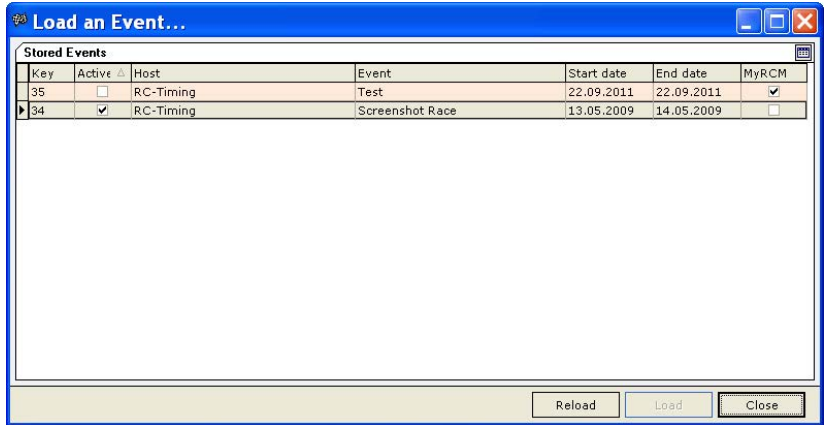 Load an Event...
Stored Events
Key Active Host Event Start date End date MyRCM
35 RC-Timing Test 22.09.2011 22.09.2011
34 RC-Timing Screenshot Race 13.05.2009 14.05.2009
Reload Load Close